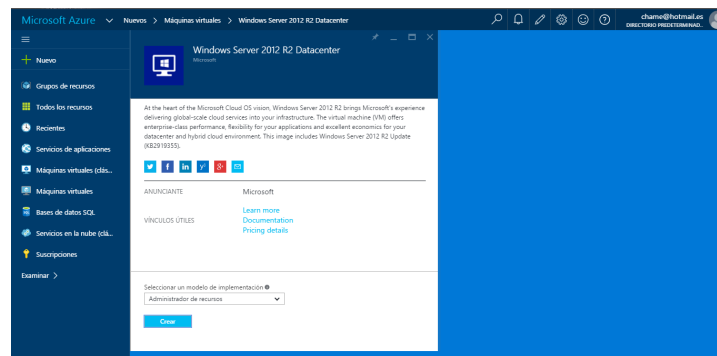 Microsoft Azure
Nuevos > Máquinas virtuales > Windows Server 2012 R2 Datacenter
chame@hotmail.es
DIRECTORIO PREDETERMINAD..
Nuevo
Grupos de recursos
Todos los recursos
Recientes
Servicios de aplicaciones
Máquinas virtuales (clás...
Máquinas virtuales
Bases de datos SQL
Servicios en la nube (clá...
Suscripciones
Examinar >
Windows Server 2012 R2 Datacenter
Microsoft
At the heart of the Microsoft Cloud OS vision, Windows Server 2012 R2 brings Microsoft's experience
delivering global-scale cloud services into your infrastructure. The virtual machine (VM) offers
enterprise-class performance, flexibility for your applications and excellent economics for your
datacenter and hybrid cloud environment. This image includes Windows Server 2012 R2 Update
(KB2919355).
ANUNCIANTE
Microsoft
VÍNCULOS ÚTILES
Learn more
Documentation
Pricing details
Seleccionar un modelo de implementación
Administrador de recursos
Crear